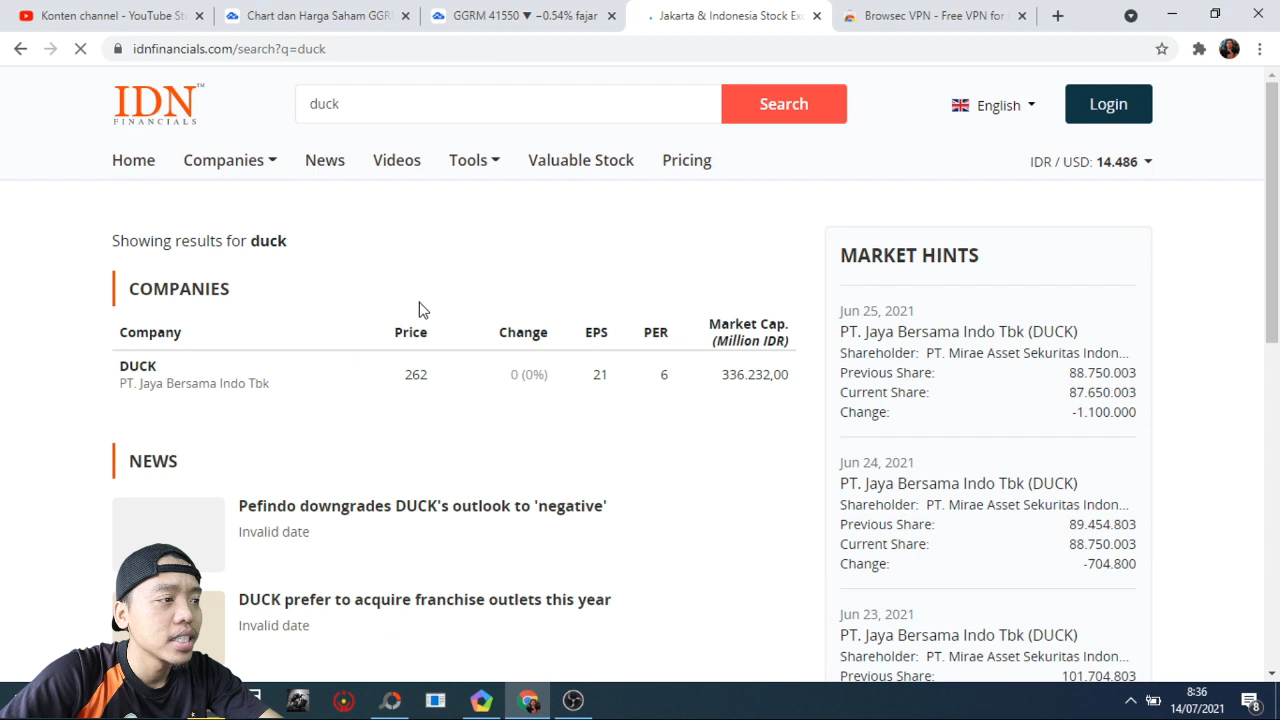 Konten channel - YouTube St
Chart dan Harga Saham GGR
GGRM 41550 ▼ −0.54% fajar
Jakarta & Indonesia Stock Exc
Browsec VPN - Free VPN for
idnfinancials.com/search?q=duck
IDN™
FINANCIALS
duck
Search
English
Login
Home
Companies
News
Videos
Tools
Valuable Stock
Pricing
IDR / USD: 14.486
Showing results for duck
COMPANIES
Company Price Change EPS PER Market Cap.
(Million IDR)
DUCK
PT. Jaya Bersama Indo Tbk
262 0 (0%) 21 6 336.232,00
NEWS
Pefindo downgrades DUCK's outlook to 'negative'
Invalid date
DUCK prefer to acquire franchise outlets this year
Invalid date
MARKET HINTS
Jun 25, 2021
PT. Jaya Bersama Indo Tbk (DUCK)
Shareholder: PT. Mirae Asset Sekuritas Indon...
Previous Share: 88.750.003
Current Share: 87.650.003
Change: -1.100.000
Jun 24, 2021
PT. Jaya Bersama Indo Tbk (DUCK)
Shareholder: PT. Mirae Asset Sekuritas Indon...
Previous Share: 89.454.803
Current Share: 88.750.003
Change: -704.800
Jun 23, 2021
PT. Jaya Bersama Indo Tbk (DUCK)
Shareholder: PT. Mirae Asset Sekuritas Indon...
Previous Share: 101.704.803
8:36
14/07/2021
8